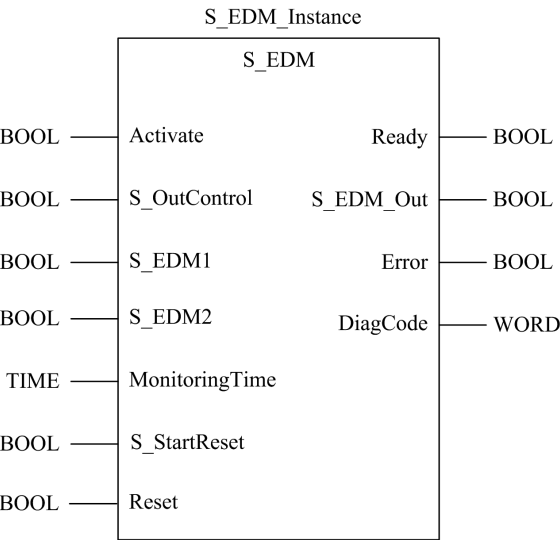 S_EDM_Instance
S_EDM
BOOL Activate Ready BOOL
BOOL S_OutControl S_EDM_Out BOOL
BOOL S_EDM1 Error BOOL
BOOL S_EDM2 DiagCode WORD
TIME MonitoringTime
BOOL S_StartReset
BOOL Reset